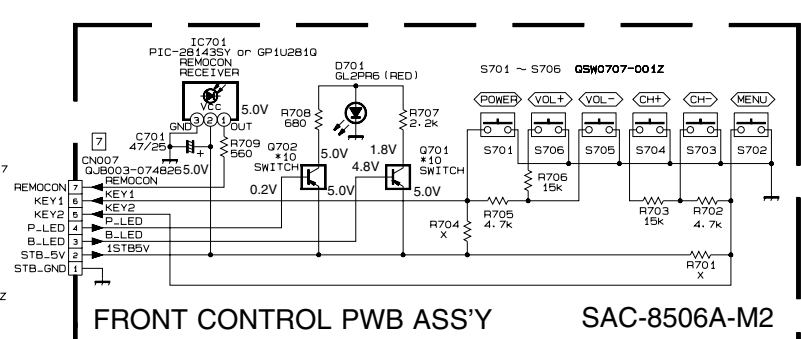 IC701
PIC-28143SY or GP1U281Q
REMOCON
RECEIVER
D701
GL2PR6 (RED)
S701 ~ S706 QSW0707-001Z
VCC
5.0V
GND 3 2 1 OUT
POWER VOL+ VOL- CH+ CH- MENU
R708
680
R707
2.2k
7
C701
47/25
+
R709
560
Q702
*10
SWITCH
5.0V
1.8V
Q701
*10
SWITCH
S701 S706 S705 S704 S703 S702
CN007
QJB003-074826
5.0V
4.8V
R706
15k
REMOCON 7 REMOCON
0.2V
5.0V
5.0V
KEY1 6 KEY1
KEY2 5 KEY2
P_LED 4 P_LED
B_LED 3 B_LED
STB_5V 2 1STB5V
STB_GND 1
R704
X
R705
4.7k
R703
15k
R702
4.7k
R701
X
FRONT CONTROL PWB ASS'Y
SAC-8506A-M2
7
Z